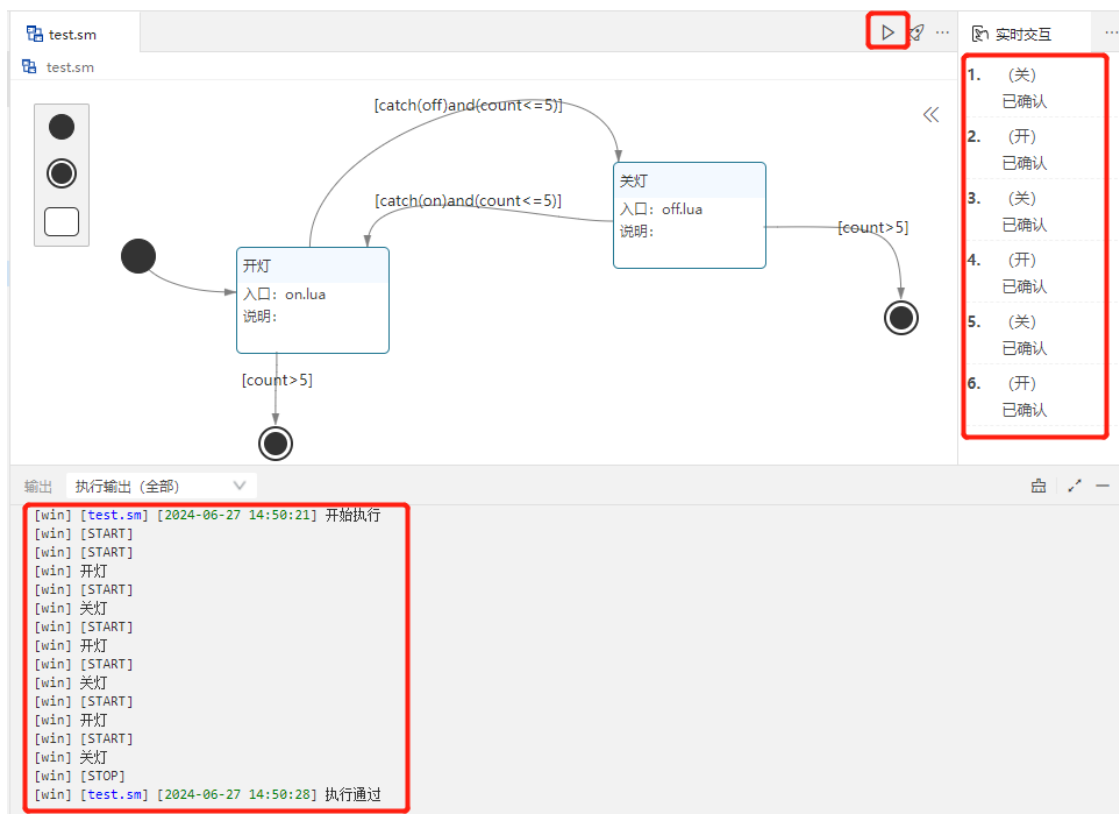 test.sm
test.sm
[catch(off)and(count<=5)]
关灯
入口: off.lua
说明:
[catch(on)and(count<=5)]
[count>5]
开灯
入口: on.lua
说明:
[count>5]
实时交互
1. (关)
已确认
2. (开)
已确认
3. (关)
已确认
4. (开)
已确认
5. (关)
已确认
6. (开)
已确认
输出 执行输出 (全部)
[win] [test.sm] [2024-06-27 14:50:21] 开始执行
[win] [START]
[win] [START]
[win] 开灯
[win] [START]
[win] 关灯
[win] [START]
[win] 开灯
[win] [START]
[win] 关灯
[win] [START]
[win] 开灯
[win] [START]
[win] 关灯
[win] [STOP]
[win] [test.sm] [2024-06-27 14:50:28] 执行通过